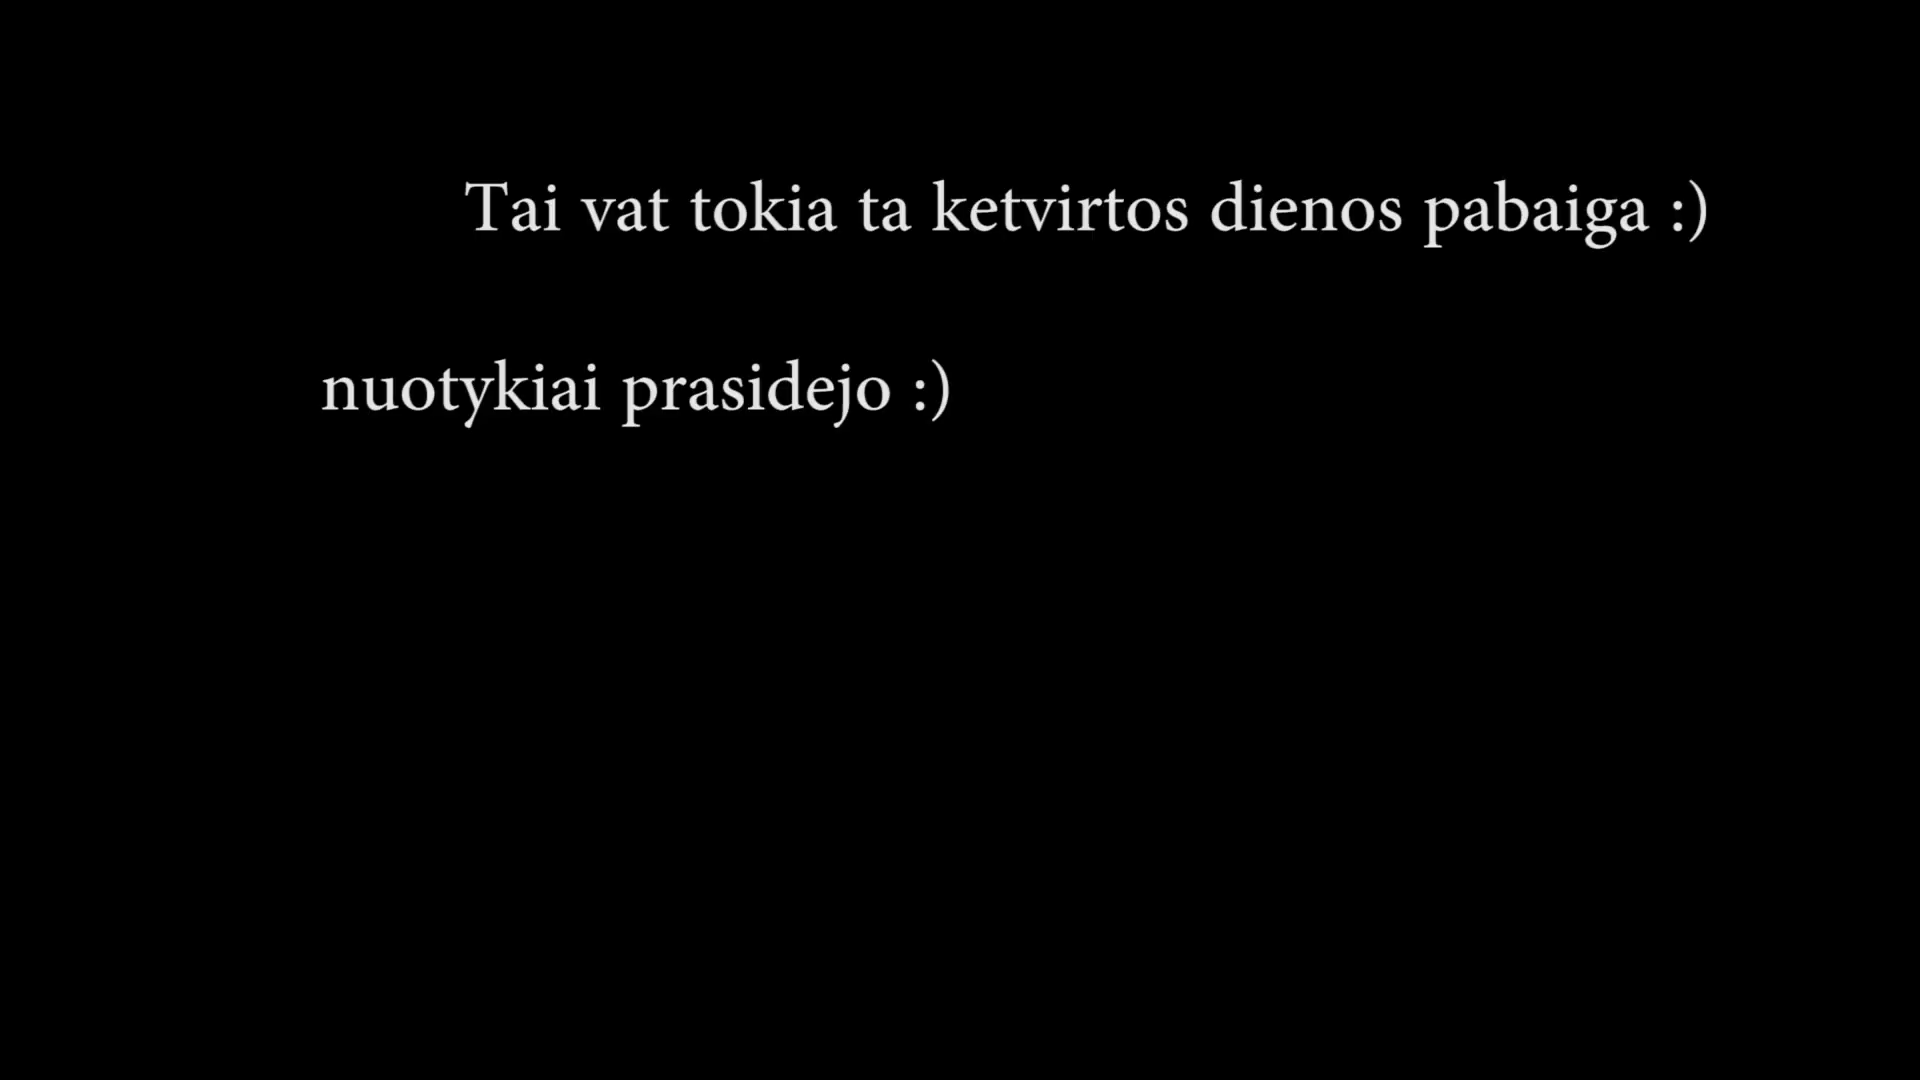 Tai vat tokia ta ketvirtos dienos pabaiga :)
nuotykiai prasidejo :)